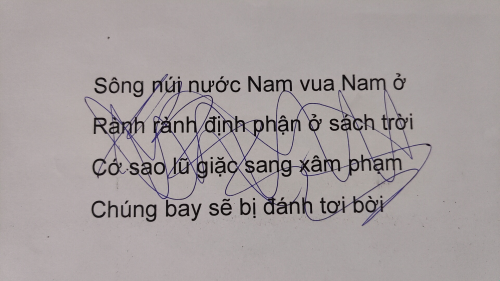 Sông núi nước Nam vua Nam ở
Rành rành định phận ở sách trời
Cớ sao lũ giặc sang xâm phạm
Chúng bay sẽ bị đánh tơi bời